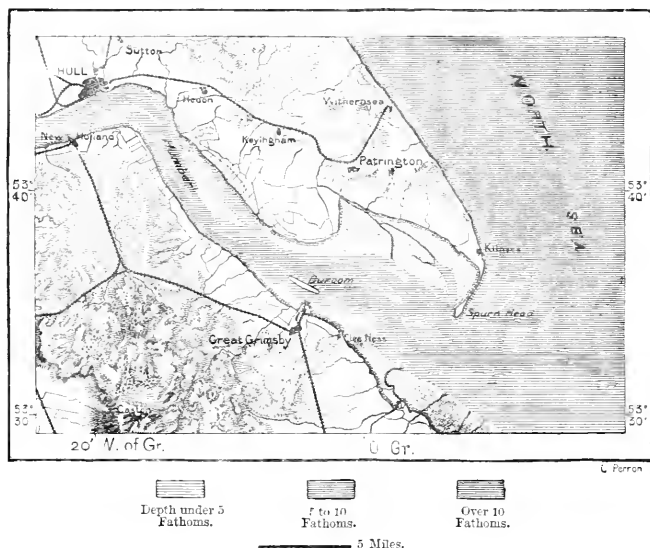 Sutton
HULL
Hedon
Withernsea
New Holland
Keyingham
Humber
Patrington
NORTH SEA
53° 40'
53° 40'
Kilnsea
Burcom
Spurn Head
Great Grimsby
Clee Ness
Caistor
53° 30'
53° 30'
20' W. of Gr.
0 Gr.
C. Perron
Depth under 5 Fathoms.
5 to 10 Fathoms.
Over 10 Fathoms.
5 Miles.